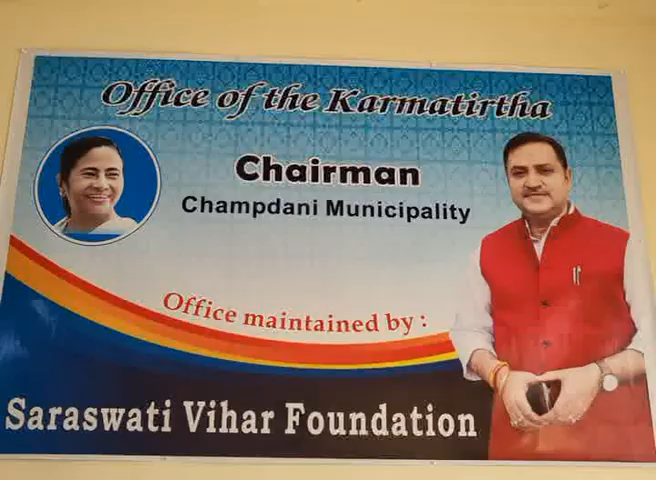 Office of the Karmatirtha
Chairman
Champdani Municipality
Office maintained by :
Saraswati Vihar Foundation